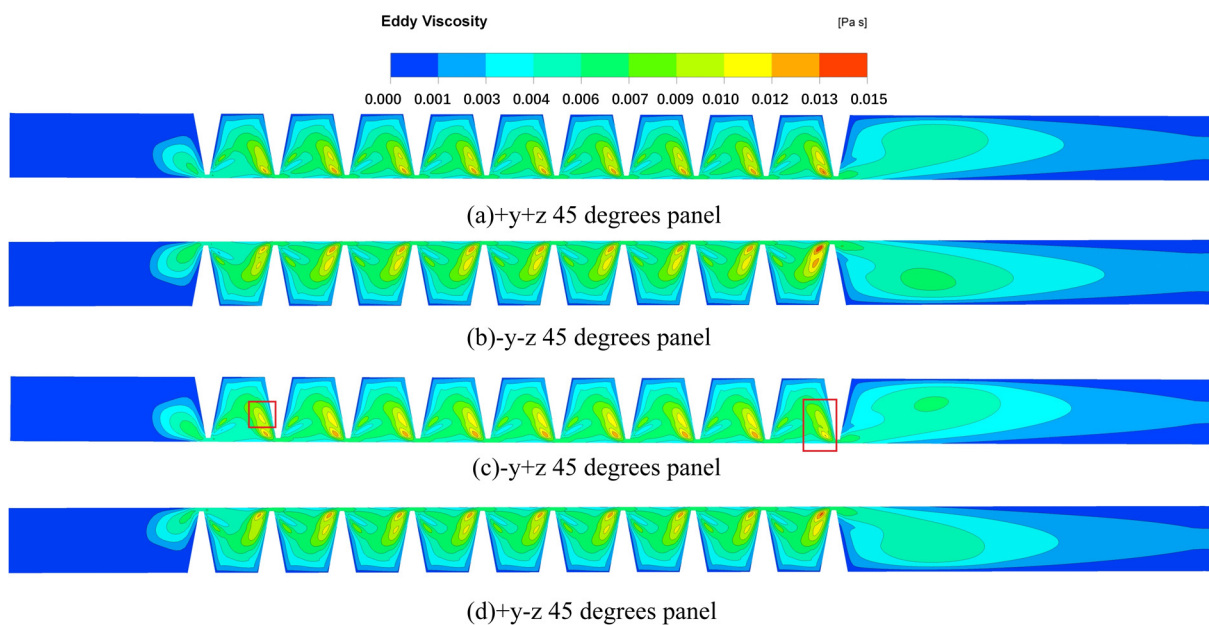 Eddy Viscosity [Pa s]
0.000 0.001 0.003 0.004 0.006 0.007 0.009 0.010 0.012 0.013 0.015
(a)+y+z 45 degrees panel
(b)-y-z 45 degrees panel
(c)-y+z 45 degrees panel
(d)+y-z 45 degrees panel